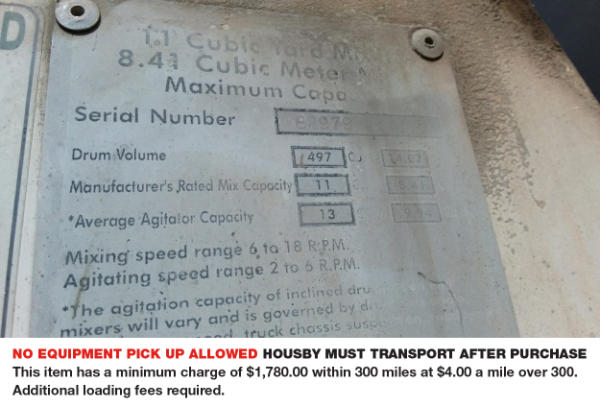 D
11 Cubic Yard
8.41 Cubic Meter
Maximum
Serial Number
Drum Volume 497
Manufacturer's Rated Mix Capacity 11
*Average Agitator Capacity 13
Mixing speed range 6 to 18 R.P.M.
Agitating speed range 2 to 6 R.P.M.
*The agitation capacity of inclined
mixers will vary and is governed by
truck chassis
NO EQUIPMENT PICK UP ALLOWED HOUSBY MUST TRANSPORT AFTER PURCHASE
This item has a minimum charge of $1,780.00 within 300 miles at $4.00 a mile over 300.
Additional loading fees required.